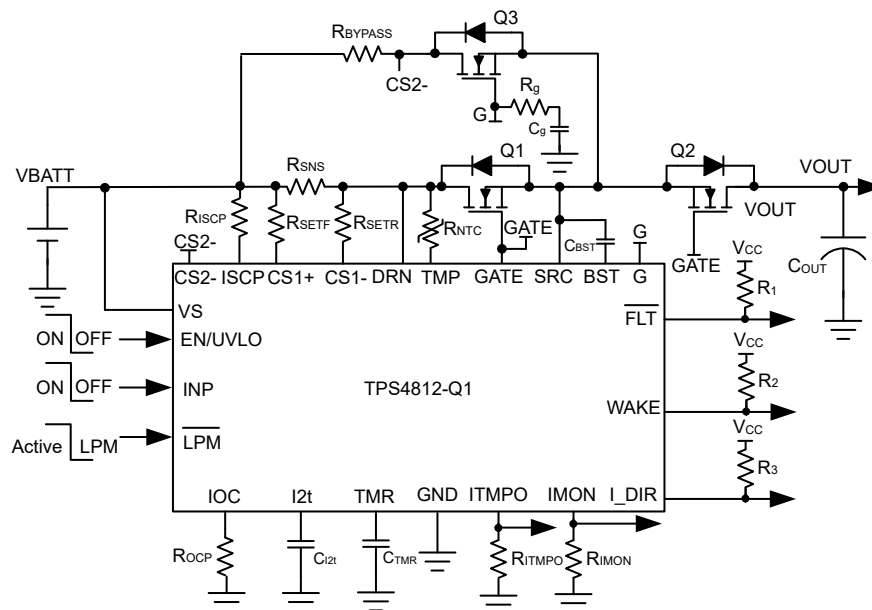 Q3
RBYPASS
CS2-
Rg
G
Cg
Q1
Q2
VBATT
RSNS
VOUT
VOUT
RISCP
RSETF
RSETR
RNTC
GATE
CBST
G
GATE
COUT
CS2-
CS2- ISCP CS1+ CS1- DRN TMP GATE SRC BST G
VCC
R1
VS
FLT
ON OFF
EN/UVLO
VCC
R2
ON OFF
INP
TPS4812-Q1
WAKE
VCC
R3
Active LPM
LPM
IOC I2t TMR GND ITMPO IMON I_DIR
ROCP
CI2t
CTMR
RITMPO
RIMON